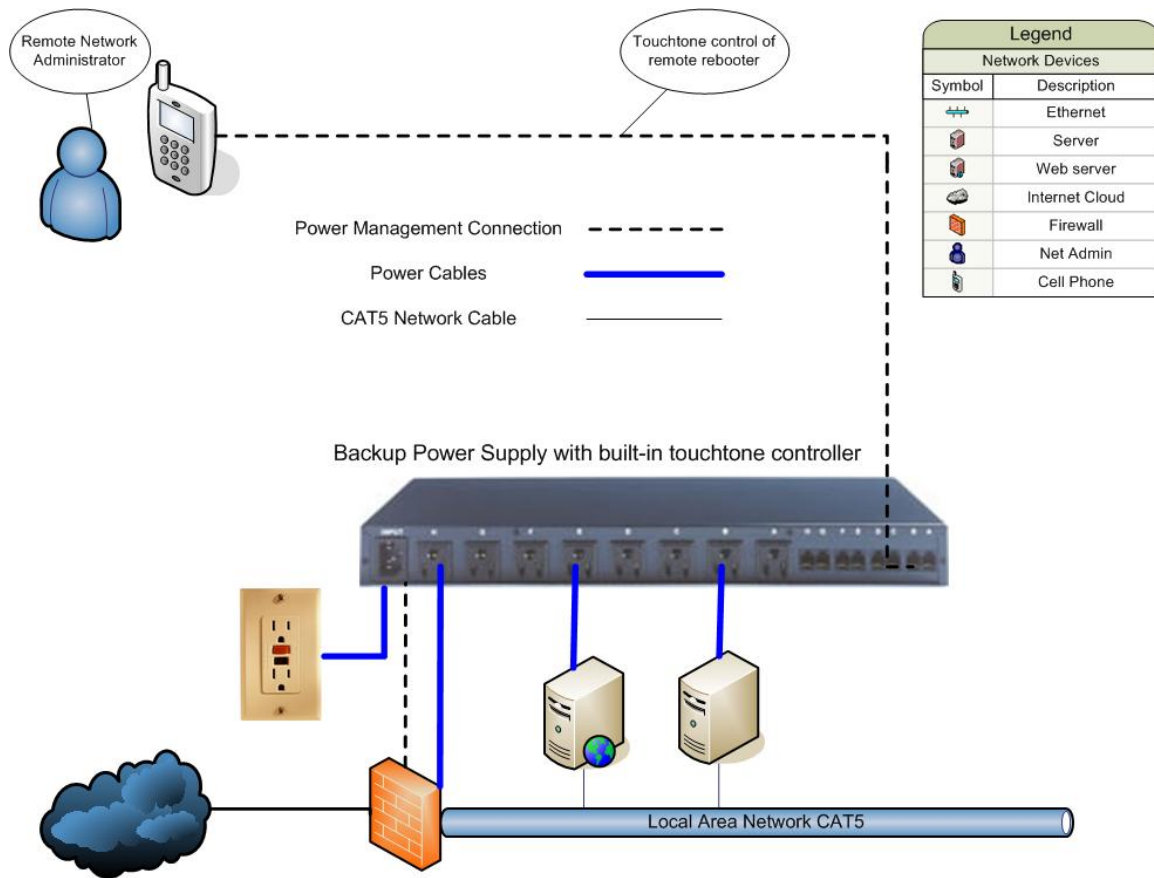 Remote Network
Administrator
Touchtone control of
remote rebooter
Legend
Network Devices
Symbol Description
Ethernet
Server
Web server
Internet Cloud
Firewall
Net Admin
Cell Phone
Power Management Connection
Power Cables
CAT5 Network Cable
Backup Power Supply with built-in touchtone controller
INPUT
Local Area Network CAT5